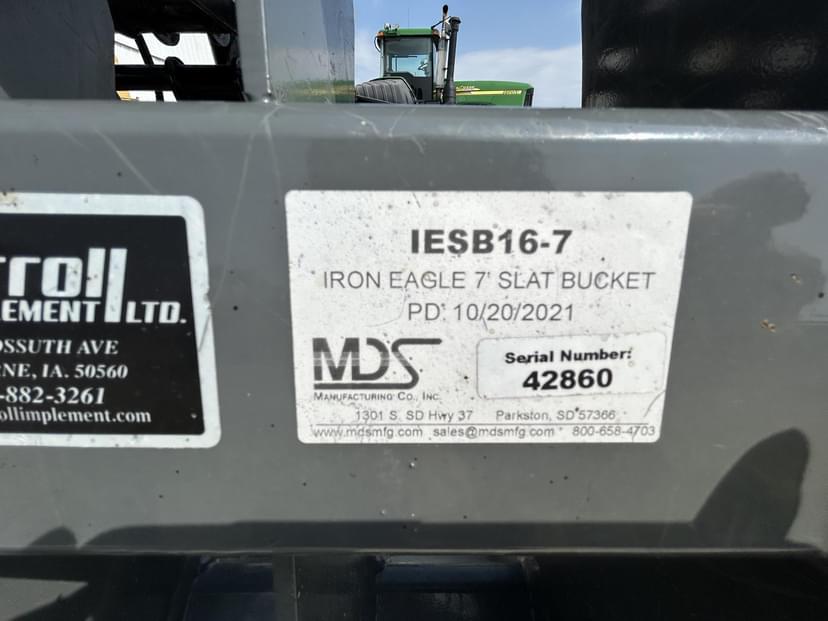 rroll
LEMENT LTD.
OSSUTH AVE
RNE, IA. 50560
-882-3261
ollimplement.com
IESB16-7
IRON EAGLE 7' SLAT BUCKET
PD: 10/20/2021
MDS
MANUFACTURING CO., INC.
Serial Number:
42860
1301 S. SD Hwy 37 Parkston, SD 57366
www.mdsmfg.com sales@mdsmfg.com 800-658-4703